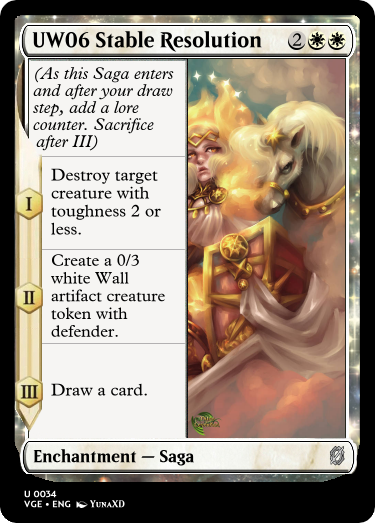 UW06 Stable Resolution 2
(As this Saga enters
and after your draw
step, add a lore
counter. Sacrifice
after III)
I
Destroy target
creature with
toughness 2 or
less.
II
Create a 0/3
white Wall
artifact creature
token with
defender.
III
Draw a card.
Enchantment — Saga
U 0034
VGE • ENG YunaXD